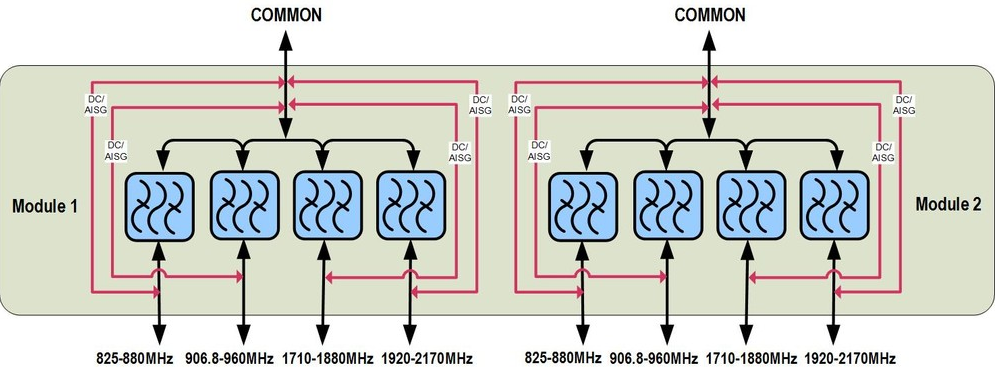 COMMON COMMON
DC/
AISG
DC/
AISG
DC/
AISG
DC/
AISG
DC/
AISG
DC/
AISG
DC/
AISG
DC/
AISG
Module 1
Module 2
825-880MHz 906.8-960MHz 1710-1880MHz 1920-2170MHz 825-880MHz 906.8-960MHz 1710-1880MHz 1920-2170MHz